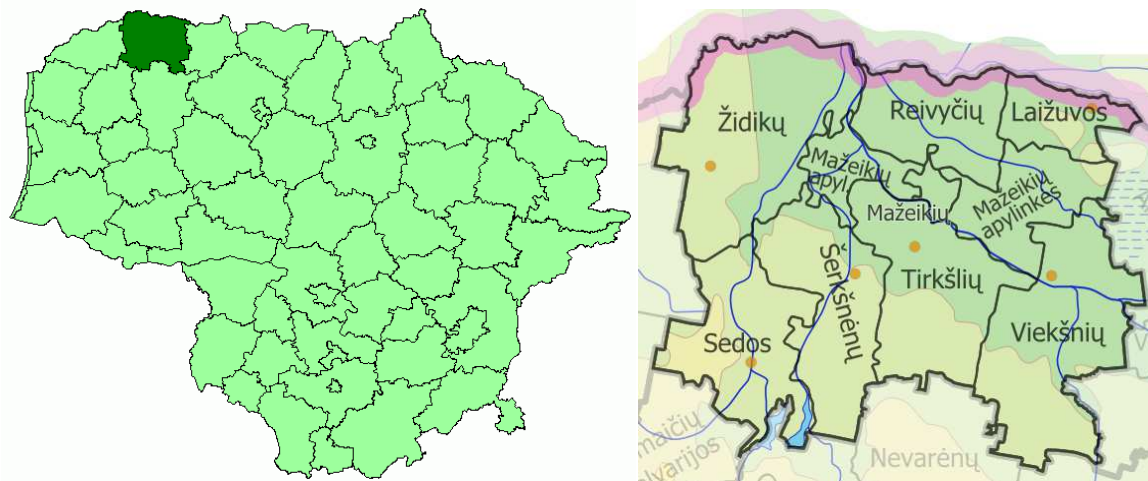 Židikų
Reivyčių
Laižuvos
Mažeikių
apyl.
Mažeikių
Mažeikių
apylinkės
Šerkšnėnų
Tirkšlių
Sedos
Viekšnių
Nevarėnų